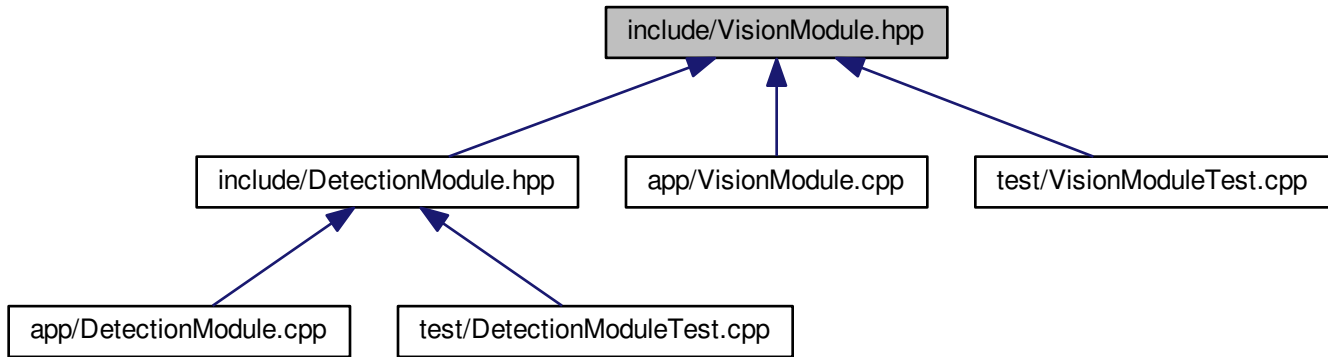 include/VisionModule.hpp
include/DetectionModule.hpp
app/VisionModule.cpp
test/VisionModuleTest.cpp
app/DetectionModule.cpp
test/DetectionModuleTest.cpp